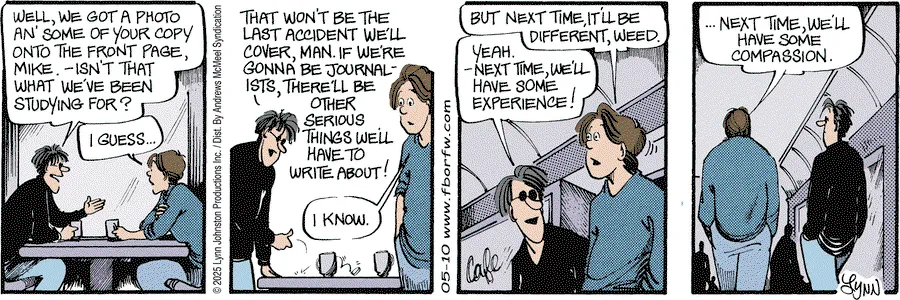 WELL, WE GOT A PHOTO
AN' SOME OF YOUR COPY
ONTO THE FRONT PAGE,
MIKE. -ISN'T THAT
WHAT WE'VE BEEN
STUDYING FOR?
I GUESS...
© 2025 Lynn Johnston Productions Inc. / Dist. By Andrews McMeel Syndication
THAT WON'T BE THE
LAST ACCIDENT WE'LL
COVER, MAN. IF WE'RE
GONNA BE JOURNAL-
ISTS, THERE'LL BE
OTHER
SERIOUS
THINGS WE'LL
HAVE TO
WRITE ABOUT!
I KNOW.
05-10 www.fborfw.com
BUT NEXT TIME, IT'LL BE
DIFFERENT, WEED.
YEAH.
-NEXT TIME, WE'LL
HAVE SOME
EXPERIENCE!
Cafe
...NEXT TIME, WE'LL
HAVE SOME
COMPASSION.
LYNN